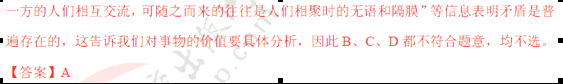 一方的人们相互交流，可随之而来的往往是人们相聚时的无语和隔膜”等信息表明矛盾是普
遍存在的，这告诉我们对事物的价值要具体分析，因此 B、C、D 都不符合题意，均不选。
【答案】A